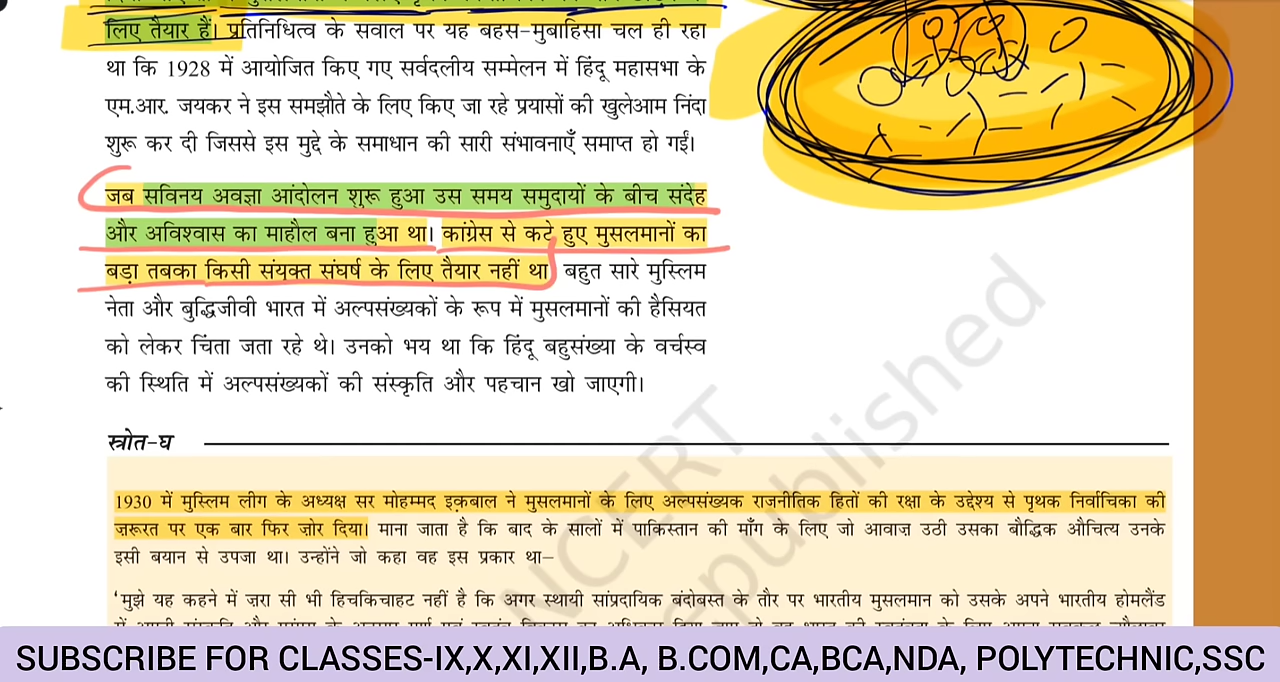 लिए तैयार हैं। प्रतिनिधित्व के सवाल पर यह बहस-मुबाहिसा चल ही रहा
था कि 1928 में आयोजित किए गए सर्वदलीय सम्मेलन में हिंदू महासभा के
एम.आर. जयकर ने इस समझौते के लिए किए जा रहे प्रयासों की खुलेआम निंदा
शुरू कर दी जिससे इस मुद्दे के समाधान की सारी संभावनाएँ समाप्त हो गईं।
जब सविनय अवज्ञा आंदोलन शुरू हुआ उस समय समुदायों के बीच संदेह
और अविश्वास का माहौल बना हुआ था। कांग्रेस से कटे हुए मुसलमानों का
बड़ा तबका किसी संयुक्त संघर्ष के लिए तैयार नहीं था बहुत सारे मुस्लिम
नेता और बुद्धिजीवी भारत में अल्पसंख्यकों के रूप में मुसलमानों की हैसियत
को लेकर चिंता जता रहे थे। उनको भय था कि हिंदू बहुसंख्या के वर्चस्व
की स्थिति में अल्पसंख्यकों की संस्कृति और पहचान खो जाएगी।
स्त्रोत-घ
1930 में मुस्लिम लीग के अध्यक्ष सर मोहम्मद इक़बाल ने मुसलमानों के लिए अल्पसंख्यक राजनीतिक हितों की रक्षा के उद्देश्य से पृथक निर्वाचिका की
ज़रूरत पर एक बार फिर ज़ोर दिया। माना जाता है कि बाद के सालों में पाकिस्तान की माँग के लिए जो आवाज़ उठी उसका बौद्धिक औचित्य उनके
इसी बयान से उपजा था। उन्होंने जो कहा वह इस प्रकार था–
‘मुझे यह कहने में ज़रा सी भी हिचकिचाहट नहीं है कि अगर स्थायी सांप्रदायिक बंदोबस्त के तौर पर भारतीय मुसलमान को उसके अपने भारतीय होमलैंड
NCERT
republished
SUBSCRIBE FOR CLASSES-IX,X,XI,XII,B.A, B.COM,CA,BCA,NDA, POLYTECHNIC,SSC